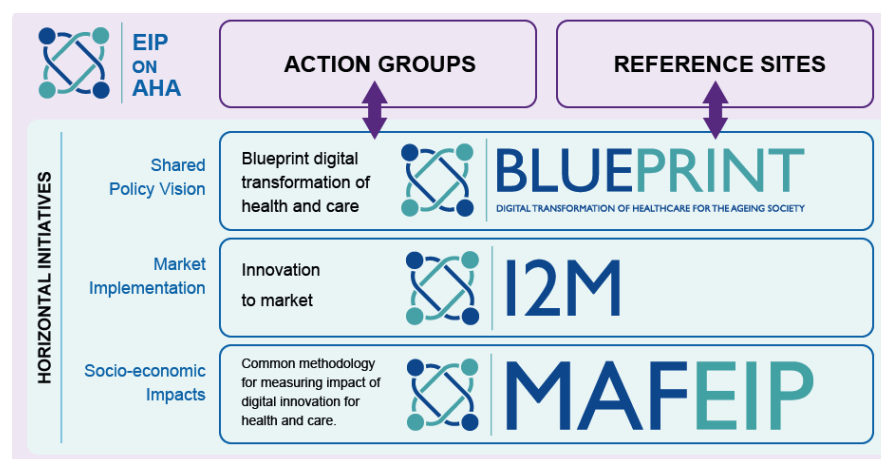 EIP
ON
AHA
ACTION GROUPS
REFERENCE SITES
HORIZONTAL INITIATIVES
Shared
Policy Vision
Blueprint digital
transformation of
health and care
BLUEPRINT
DIGITAL TRANSFORMATION OF HEALTHCARE FOR THE AGEING SOCIETY
Market
Implementation
Innovation
to market
I2M
Socio-economic
Impacts
Common methodology
for measuring impact of
digital innovation for
health and care.
MAFEIP